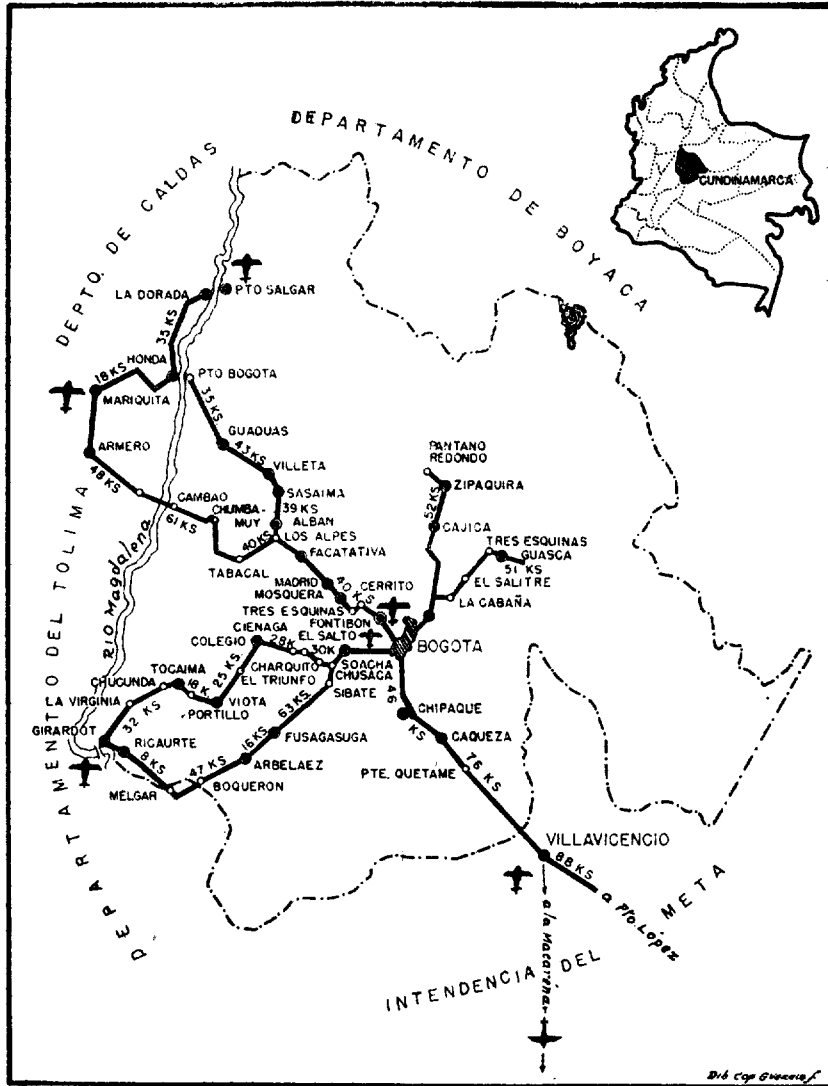 DEPARTAMENTO DE BOYACA
DEPTO. DE CALDAS
CUNDINAMARCA
LA DORADA
PTO SALGAR
35 KS
HONDA
18 KS
MARIQUITA
PTO BOGOTA
35 KS
GUADUAS
ARMERO
43 KS
VILLETA
48 KS
SASAIMA
CAMBAO
39 KS
CHUMBA-
MUY
61 KS
ALBAN
LOS ALPES
40 KS
TABACAL
FACATATIVA
PANTANO
REDONDO
ZIPAQUIRA
52 KS
CAJICA
TRES ESQUINAS
GUASCA
51 KS
EL SALITRE
LA CABAÑA
MADRID
MOSQUERA
40 KS
CERRITO
TRES ESQUINAS
FONTIBON
BOGOTA
RIO Magdalena
DEPARTAMENTO DEL TOLIMA
CIENAGA
COLEGIO
EL SALTO
28K
30K
SOACHA
CHARQUITO
CHUSACA
EL TRIUNFO
SIBATE
TOCAIMA
CHUCUNDA
18 K
25 KS.
LA VIRGINIA
VIOTA
PORTILLO
63 KS.
32 KS
GIRARDOT
RICAURTE
FUSAGASUGA
16 KS
ARBELAEZ
8 KS
47 KS
BOQUERON
MELGAR
46
KS
CHIPAQUE
CAQUEZA
PTE. QUETAME
76 KS
VILLAVICENCIO
88 KS
a Pto. López
a la Macarena
INTENDENCIA DEL META
Dib Cap